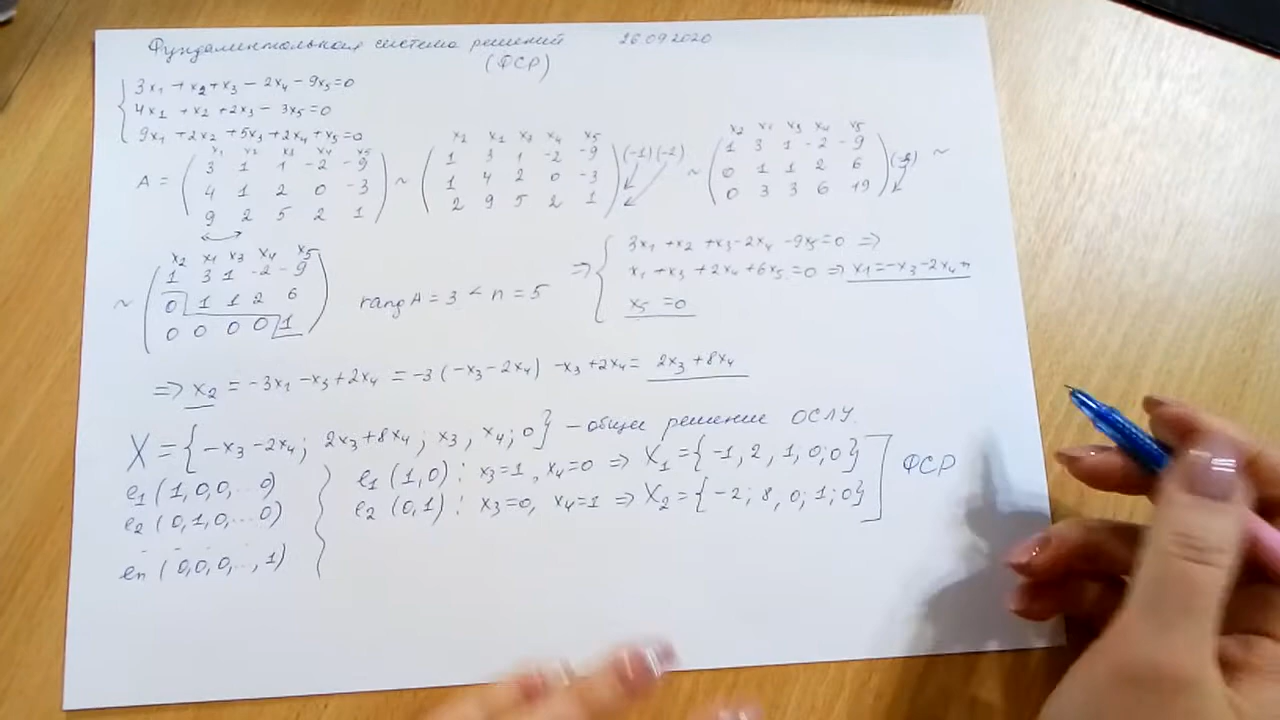 Фундаментальная система решений 26.09.2020
(ФСР)
3x₁ + x₂ + x₃ - 2x₄ - 9x₅ = 0
4x₁ + x₂ + 2x₃ - 3x₅ = 0
9x₁ + 2x₂ + 5x₃ + 2x₄ + x₅ = 0
x₁ x₂ x₃ x₄ x₅ x₂ x₁ x₃ x₄ x₅ x₂ x₁ x₃ x₄ x₅
3 1 1 -2 -9 1 3 1 -2 -9 (-1) (-2) 1 3 1 -2 -9
A = 4 1 2 0 -3 ~ 1 4 2 0 -3 ~ 0 1 1 2 6 ~
9 2 5 2 1 2 9 5 2 1 0 3 3 6 19
x₂ x₁ x₃ x₄ x₅
1 3 1 -2 -9 3x₁ + x₂ + x₃ - 2x₄ - 9x₅ = 0 =>
~ 0 1 1 2 6 rang A = 3 < n = 5 => x₁ + x₃ + 2x₄ + 6x₅ = 0 => x₁ = -x₃ - 2x₄
0 0 0 0 1 x₅ = 0
=> x₂ = -3x₁ - x₃ + 2x₄ = -3(-x₃ - 2x₄) - x₃ + 2x₄ = 2x₃ + 8x₄
X = {-x₃ - 2x₄; 2x₃ + 8x₄; x₃, x₄; 0} - общее решение ОСЛУ.
e₁ (1,0,0,...0) e₁ (1,0): x₃=1, x₄=0 => X₁ = {-1, 2, 1, 0; 0} ФСР
e₂ (0,1,0,...0) e₂ (0,1): x₃=0, x₄=1 => X₂ = {-2; 8, 0; 1; 0}
en (0,0,0,...,1)